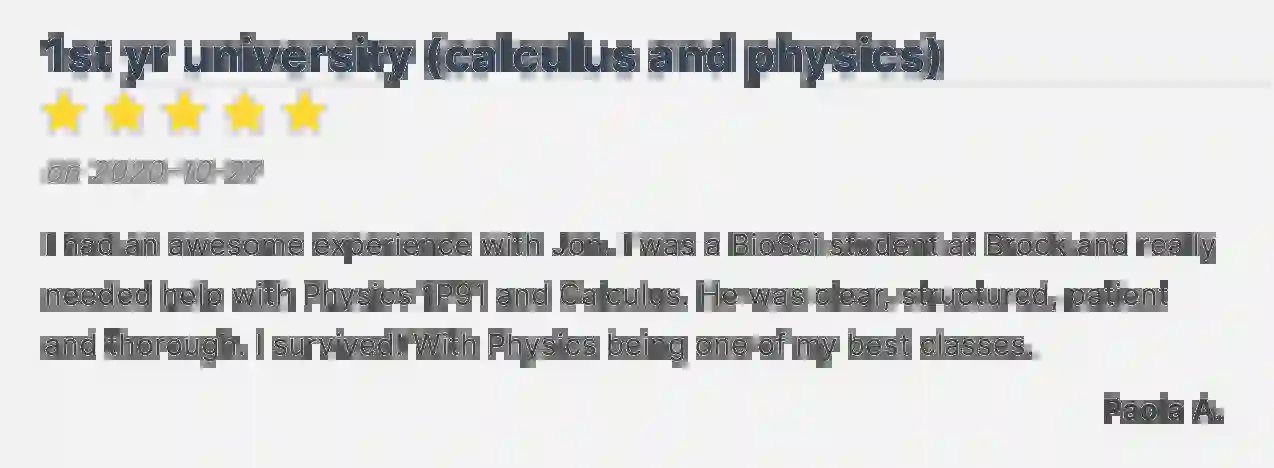 1st yr university (calculus and physics)
on 2020-10-27
I had an awesome experience with Jon. I was a BioSci student at Brock and really
needed help with Physics 1P91 and Calculus. He was clear, structured, patient
and thorough. I survived! With Physics being one of my best classes.
Paola A.